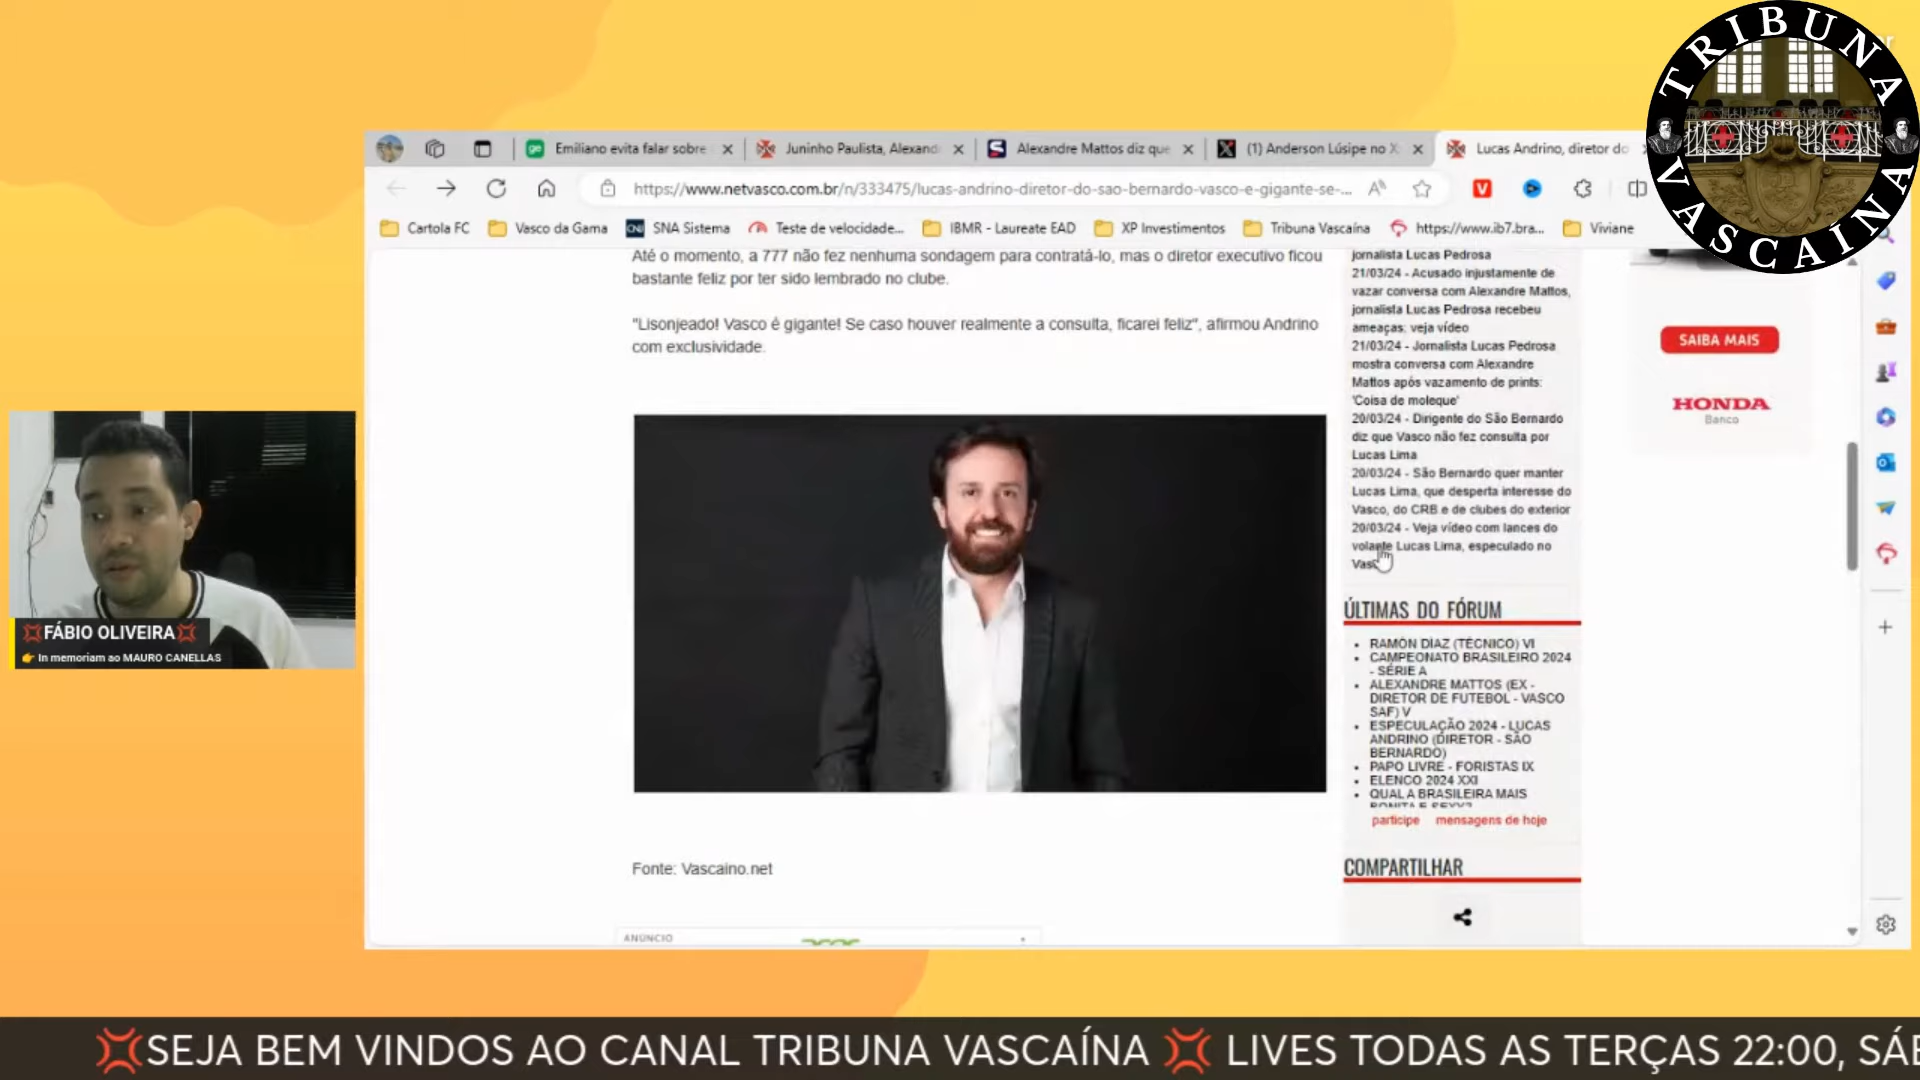 TRIBUNA VASCAÍNA
Emiliano evita falar sobre
Juninho Paulista, Alexand
Alexandre Mattos diz que
(1) Anderson Lúsipe no X
Lucas Andrino, diretor do
https://www.netvasco.com.br/n/333475/lucas-andrino-diretor-do-sao-bernardo-vasco-e-gigante-se-...
Cartola FC
Vasco da Gama
SNA Sistema
Teste de velocidade...
IBMR - Laureate EAD
XP Investimentos
Tribuna Vascaína
https://www.ib7.bra...
Viviane
Até o momento, a 777 não fez nenhuma sondagem para contratá-lo, mas o diretor executivo ficou
bastante feliz por ter sido lembrado no clube.
"Lisonjeado! Vasco é gigante! Se caso houver realmente a consulta, ficarei feliz", afirmou Andrino
com exclusividade.
Fonte: Vascaino.net
ANÚNCIO
jornalista Lucas Pedrosa
21/03/24 - Acusado injustamente de
vazar conversa com Alexandre Mattos,
jornalista Lucas Pedrosa recebeu
ameaças: veja vídeo
21/03/24 - Jornalista Lucas Pedrosa
mostra conversa com Alexandre
Mattos após vazamento de prints:
'Coisa de moleque'
20/03/24 - Dirigente do São Bernardo
diz que Vasco não fez consulta por
Lucas Lima
20/03/24 - São Bernardo quer manter
Lucas Lima, que desperta interesse do
Vasco, do CRB e de clubes do exterior
20/03/24 - Veja vídeo com lances do
volante Lucas Lima, especulado no
ÚLTIMAS DO FÓRUM
RAMÓN DÍAZ (TÉCNICO) VI
CAMPEONATO BRASILEIRO 2024
- SÉRIE A
ALEXANDRE MATTOS (EX -
DIRETOR DE FUTEBOL - VASCO
SAF) V
ESPECULAÇÃO 2024 - LUCAS
ANDRINO (DIRETOR - SÃO
BERNARDO)
PAPO LIVRE - FORISTAS IX
ELENCO 2024 XXI
QUAL A BRASILEIRA MAIS
BONITA E SEXY?
participe mensagens de hoje
COMPARTILHAR
SAIBA MAIS
HONDA
Banco
FÁBIO OLIVEIRA
In memoriam ao MAURO CANELLAS
SEJA BEM VINDOS AO CANAL TRIBUNA VASCAÍNA LIVES TODAS AS TERÇAS 22:00, SÁB